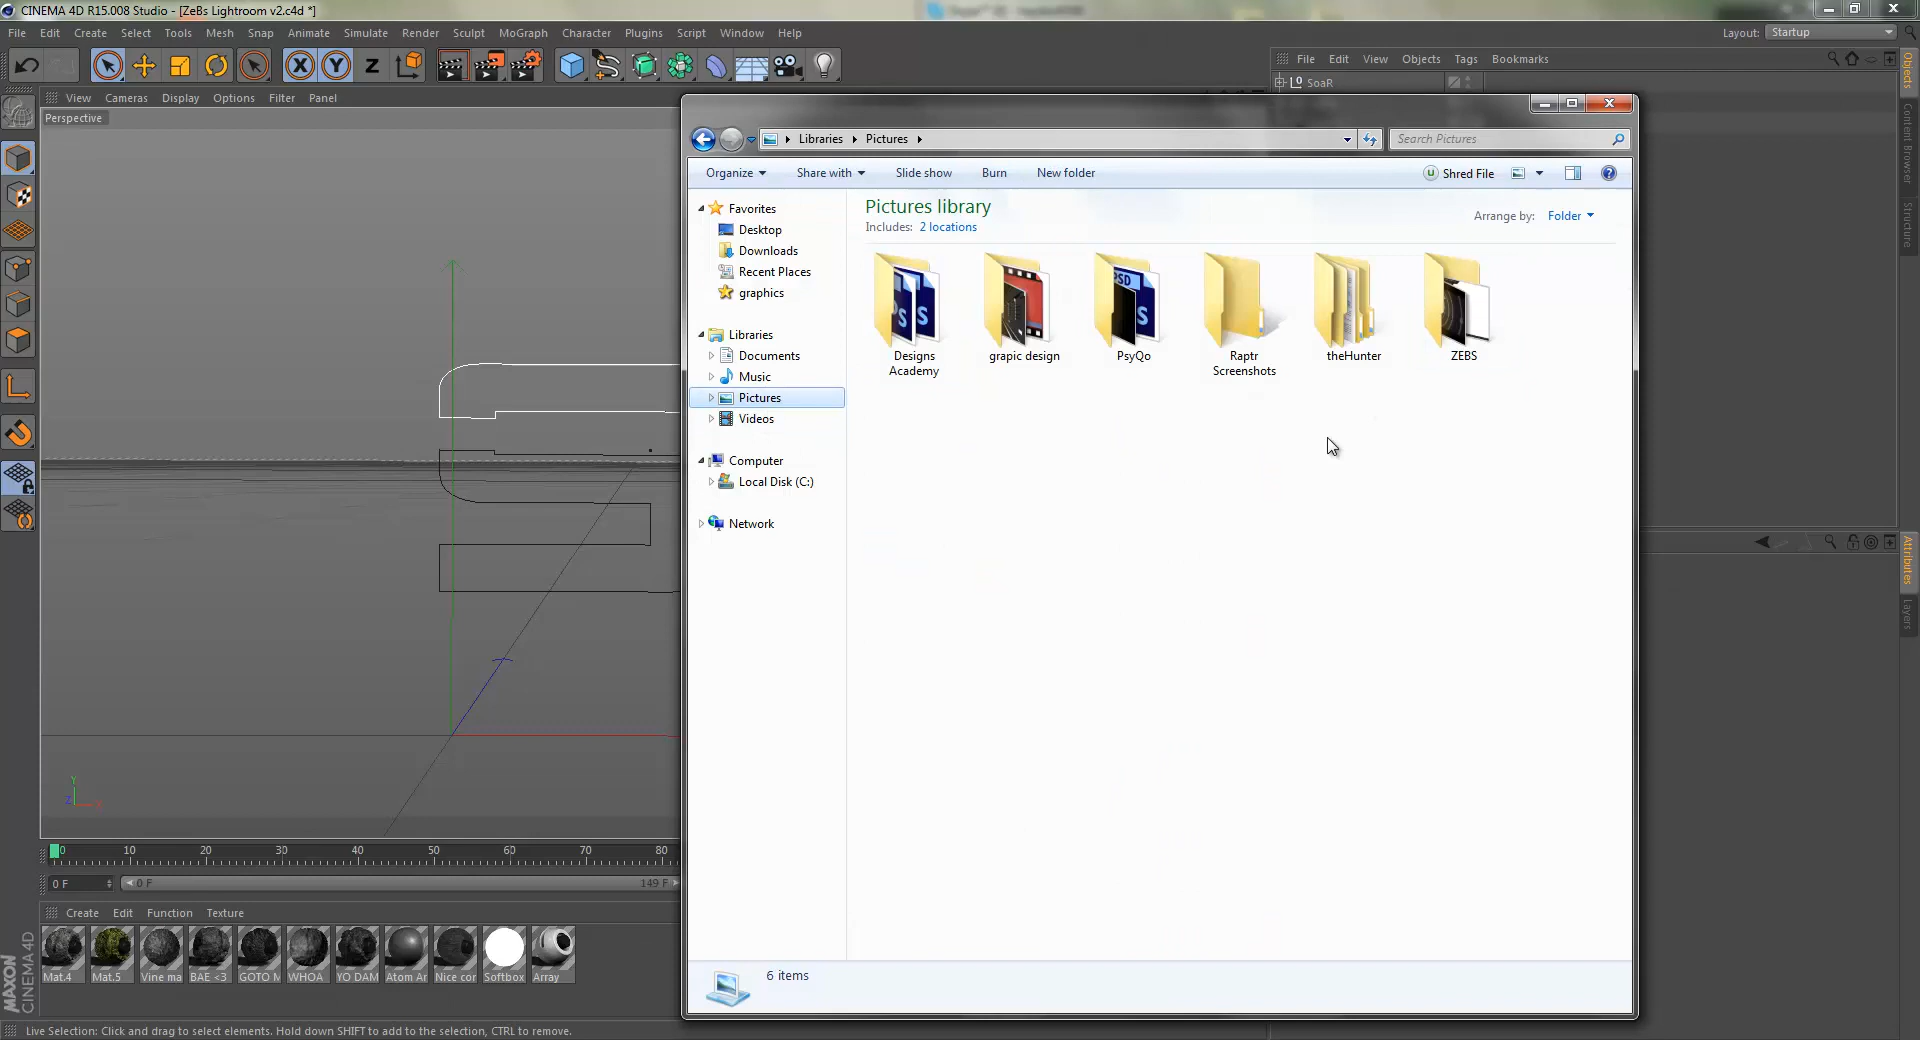 CINEMA 4D R15.008 Studio - [ZeBs Lightroom v2.c4d *]
File Edit Create Select Tools Mesh Snap Animate Simulate Render Sculpt MoGraph Character Plugins Script Window Help
Layout: Startup
X Y Z
View Cameras Display Options Filter Panel
File Edit View Objects Tags Bookmarks
Perspective
SoaR
Objects
Content Browser
Structure
Attributes
Layers
Libraries Pictures
Search Pictures
Organize Share with Slide show Burn New folder
Shred File
Favorites
Desktop
Downloads
Recent Places
graphics
Libraries
Documents
Music
Pictures
Videos
Computer
Local Disk (C:)
Network
Pictures library
Includes: 2 locations
Arrange by: Folder
Designs Academy
grapic design
PsyQo
Raptr Screenshots
theHunter
ZEBS
6 items
Y
Z X
0 10 20 30 40 50 60 70 80
0 F 0 F 149 F
Create Edit Function Texture
Mat.4 Mat.5 Vine ma BAE <3 GOTO M WHOA YO DAM Atom Ar Nice cor Softbox Array
MAXON
CINEMA 4D
Live Selection: Click and drag to select elements. Hold down SHIFT to add to the selection, CTRL to remove.